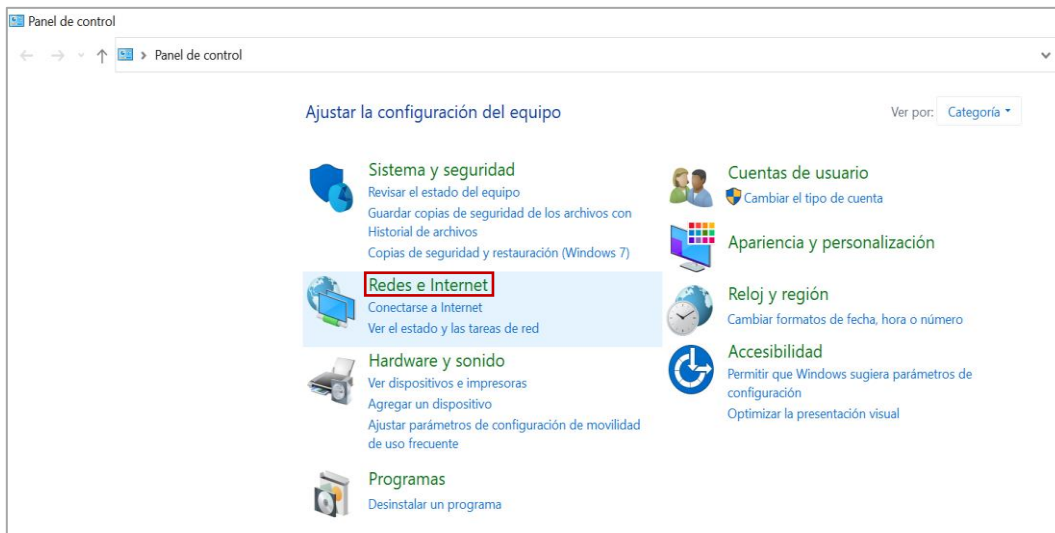 Panel de control
Panel de control
Ajustar la configuración del equipo
Ver por: Categoría
Sistema y seguridad
Revisar el estado del equipo
Guardar copias de seguridad de los archivos con
Historial de archivos
Copias de seguridad y restauración (Windows 7)
Redes e Internet
Conectarse a Internet
Ver el estado y las tareas de red
Hardware y sonido
Ver dispositivos e impresoras
Agregar un dispositivo
Ajustar parámetros de configuración de movilidad
de uso frecuente
Programas
Desinstalar un programa
Cuentas de usuario
Cambiar el tipo de cuenta
Apariencia y personalización
Reloj y región
Cambiar formatos de fecha, hora o número
Accesibilidad
Permitir que Windows sugiera parámetros de
configuración
Optimizar la presentación visual